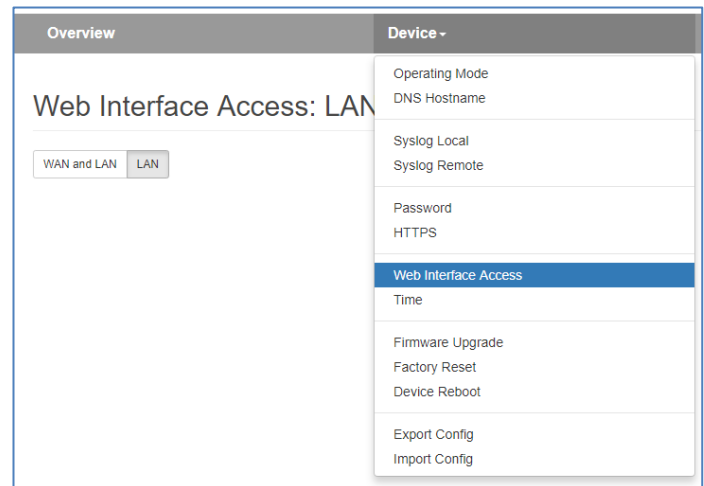 Overview
Device
Web Interface Access: LAN
WAN and LAN
LAN
Operating Mode
DNS Hostname
Syslog Local
Syslog Remote
Password
HTTPS
Web Interface Access
Time
Firmware Upgrade
Factory Reset
Device Reboot
Export Config
Import Config